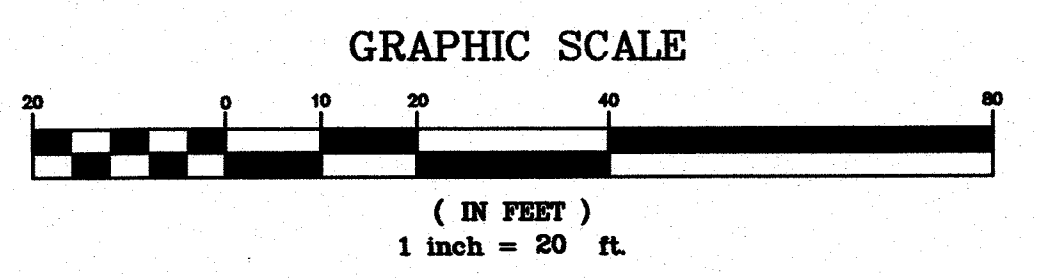 GRAPHIC SCALE
20 0 10 20 40 80
( IN FEET )
1 inch = 20 ft.